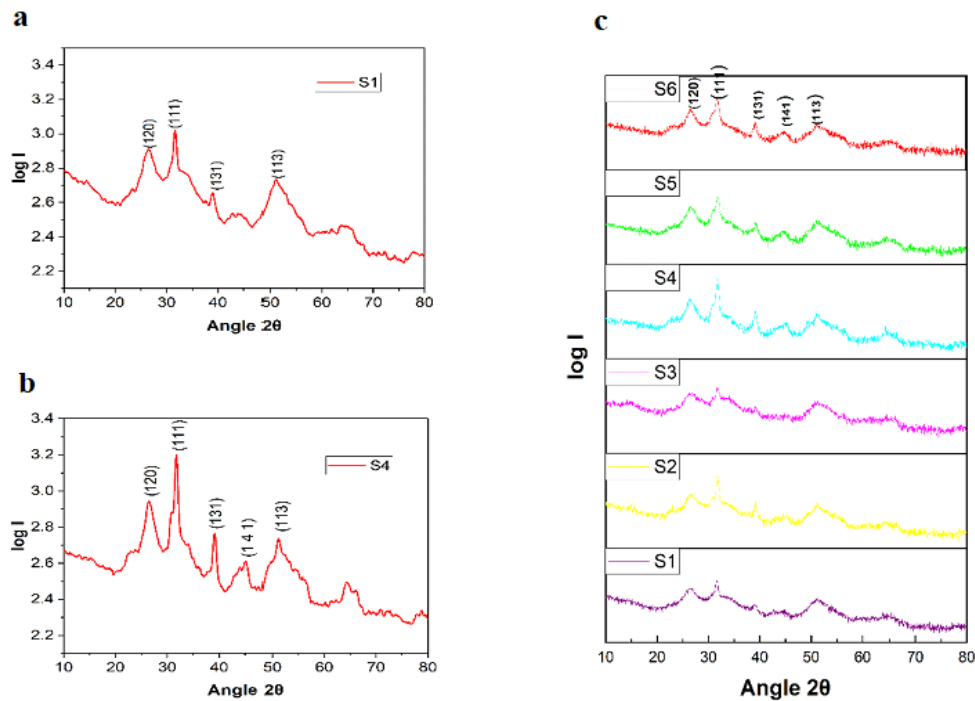 a
3.4
3.2
3.0
2.8
2.6
2.4
2.2
log I
S1
(120)
(111)
(131)
(113)
10 20 30 40 50 60 70 80
Angle 2θ
b
3.4
3.2
3.0
2.8
2.6
2.4
2.2
log I
S4
(120)
(111)
(131)
(1 4 1)
(113)
10 20 30 40 50 60 70 80
Angle 2θ
c
log I
S6
(120)
(111)
(131)
(141)
(113)
S5
S4
S3
S2
S1
10 20 30 40 50 60 70 80
Angle 2θ